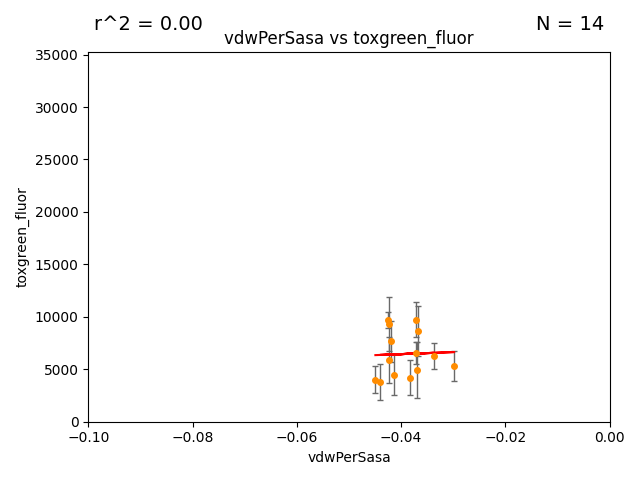 r^2 = 0.00
N = 14
vdwPerSasa vs toxgreen_fluor
35000
30000
25000
20000
15000
10000
5000
0
toxgreen_fluor
−0.10
−0.08
−0.06
−0.04
−0.02
0.00
vdwPerSasa